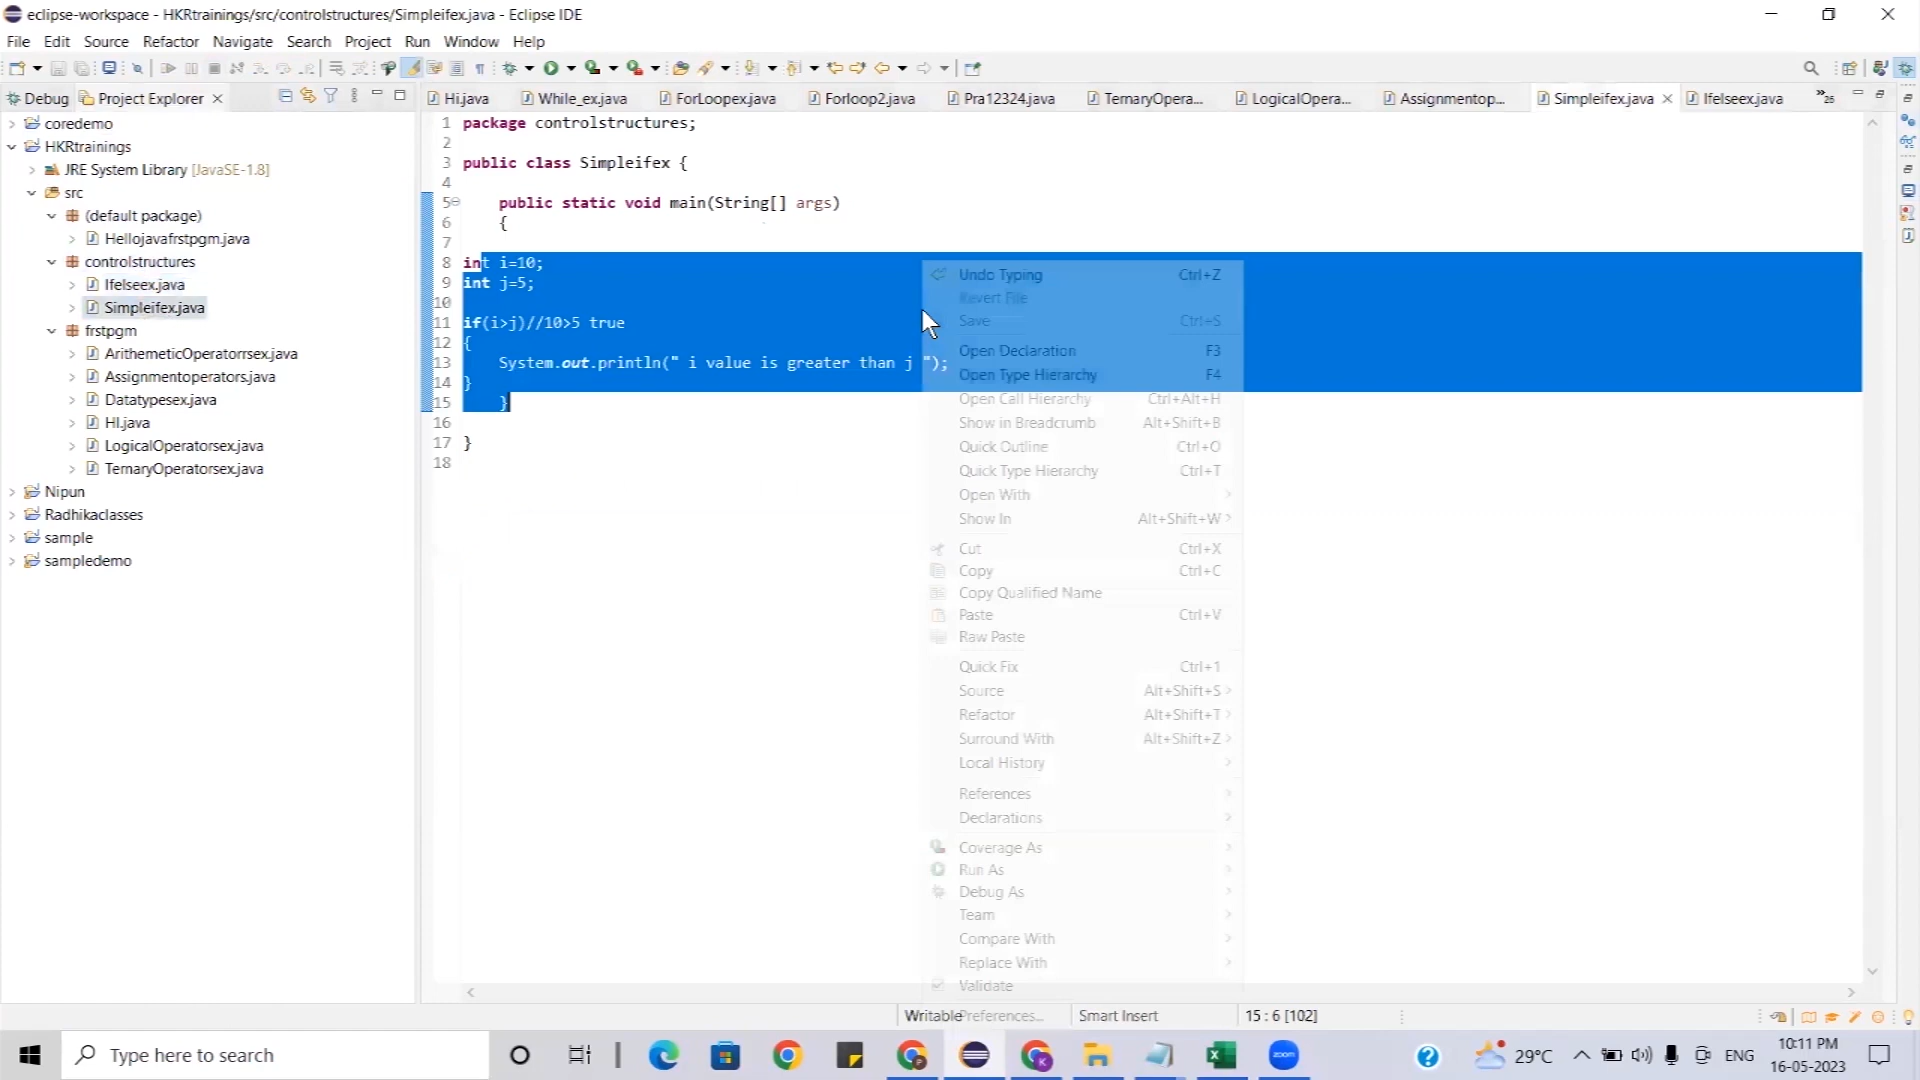 eclipse-workspace - HKRtrainings/src/controlstructures/Simpleifex.java - Eclipse IDE
File Edit Source Refactor Navigate Search Project Run Window Help
Debug Project Explorer
Hi.java While_ex.java ForLoopex.java Forloop2.java Pra12324.java TernaryOpera... LogicalOpera... Assignmentop... Simpleifex.java Ifelseex.java 26
coredemo
HKRtrainings
JRE System Library [JavaSE-1.8]
src
(default package)
Hellojavafrstpgm.java
controlstructures
Ifelseex.java
Simpleifex.java
frstpgm
ArithemeticOperatorrsex.java
Assignmentoperators.java
Datatypesex.java
HI.java
LogicalOperatorsex.java
TernaryOperatorsex.java
Nipun
Radhikaclasses
sample
sampledemo
1 package controlstructures;
2
3 public class Simpleifex {
4
5 public static void main(String[] args)
6 {
7
8 int i=10;
9 int j=5;
10
11 if(i>j)//10>5 true
12 {
13 System.out.println(" i value is greater than j ");
14 }
15 }
16
17 }
18
Undo Typing Ctrl+Z
Revert File
Save Ctrl+S
Open Declaration F3
Open Type Hierarchy F4
Open Call Hierarchy Ctrl+Alt+H
Show in Breadcrumb Alt+Shift+B
Quick Outline Ctrl+O
Quick Type Hierarchy Ctrl+T
Open With
Show In Alt+Shift+W
Cut Ctrl+X
Copy Ctrl+C
Copy Qualified Name
Paste Ctrl+V
Raw Paste
Quick Fix Ctrl+1
Source Alt+Shift+S
Refactor Alt+Shift+T
Surround With Alt+Shift+Z
Local History
References
Declarations
Coverage As
Run As
Debug As
Team
Compare With
Replace With
Validate
Preferences...
Writable Smart Insert 15 : 6 [102]
Type here to search
zoom
29°C ENG
10:11 PM
16-05-2023